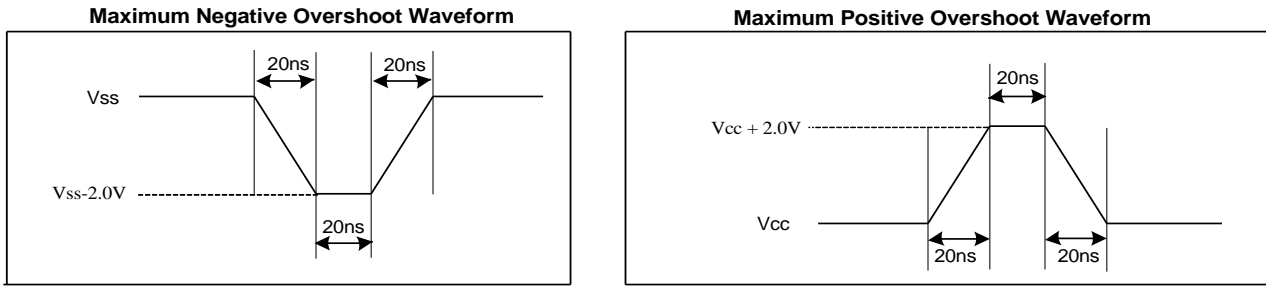 Maximum Negative Overshoot Waveform
20ns
20ns
Vss
Vss-2.0V
20ns
Maximum Positive Overshoot Waveform
20ns
Vcc + 2.0V
Vcc
20ns
20ns